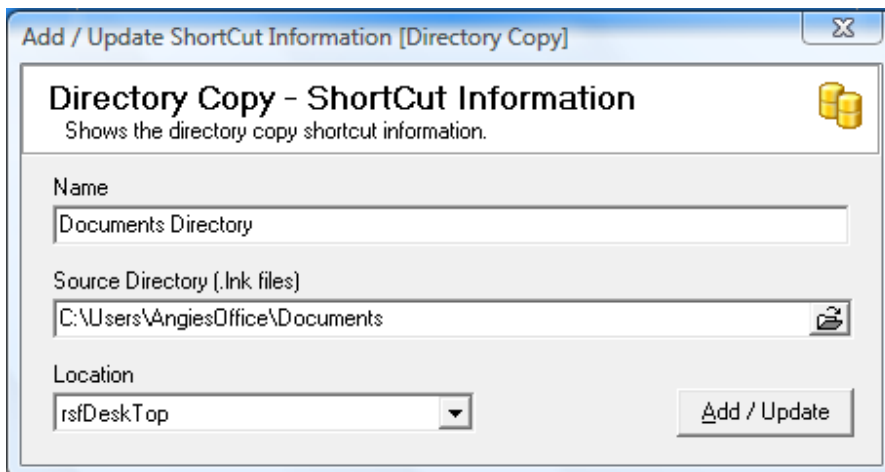 Add / Update ShortCut Information [Directory Copy]
Directory Copy - ShortCut Information
Shows the directory copy shortcut information.
Name
Documents Directory
Source Directory (.lnk files)
C:\Users\AngiesOffice\Documents
Location
rsfDeskTop
Add / Update